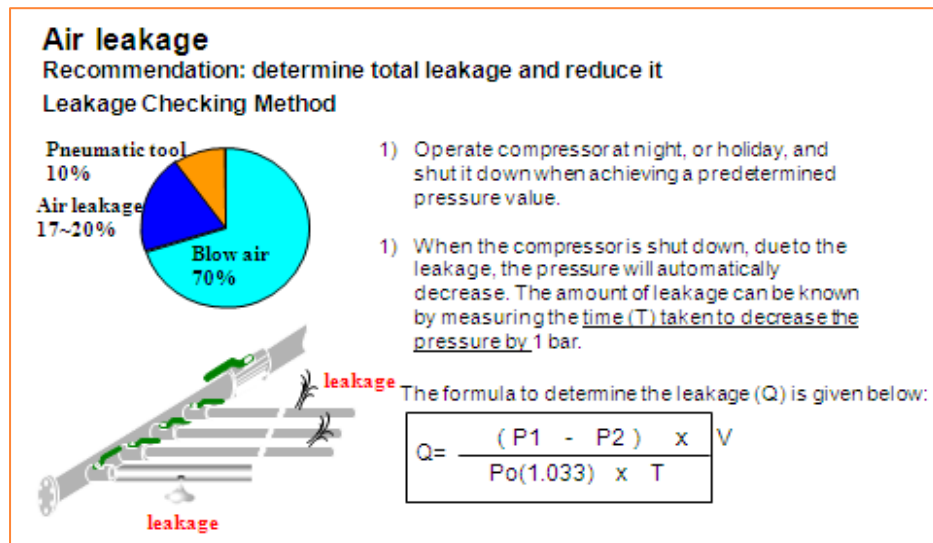 Air leakage
Recommendation: determine total leakage and reduce it
Leakage Checking Method
Pneumatic tool
10%
Air leakage
17~20%
Blow air
70%
1) Operate compressor at night, or holiday, and
shut it down when achieving a predetermined
pressure value.
1) When the compressor is shut down, due to the
leakage, the pressure will automatically
decrease. The amount of leakage can be known
by measuring the time (T) taken to decrease the
pressure by 1 bar.
leakage
leakage
The formula to determine the leakage (Q) is given below:
Q= ( P1 - P2 ) x V
Po(1.033) x T